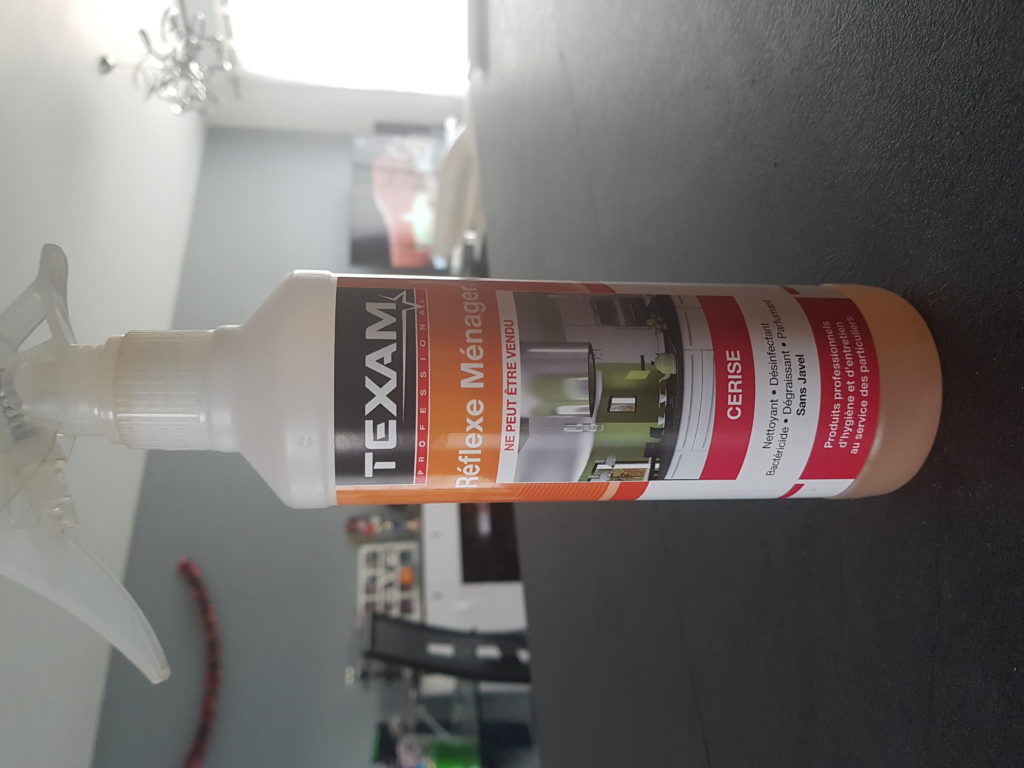 TEXAM
PROFESSIONAL
Réflexe Ménager
NE PEUT ÊTRE VENDU
CERISE
Nettoyant • Désinfectant
Bactéricide • Dégraissant • Parfumant
Sans Javel
Produits professionnels
d'hygiène et d'entretien
au service des particuliers